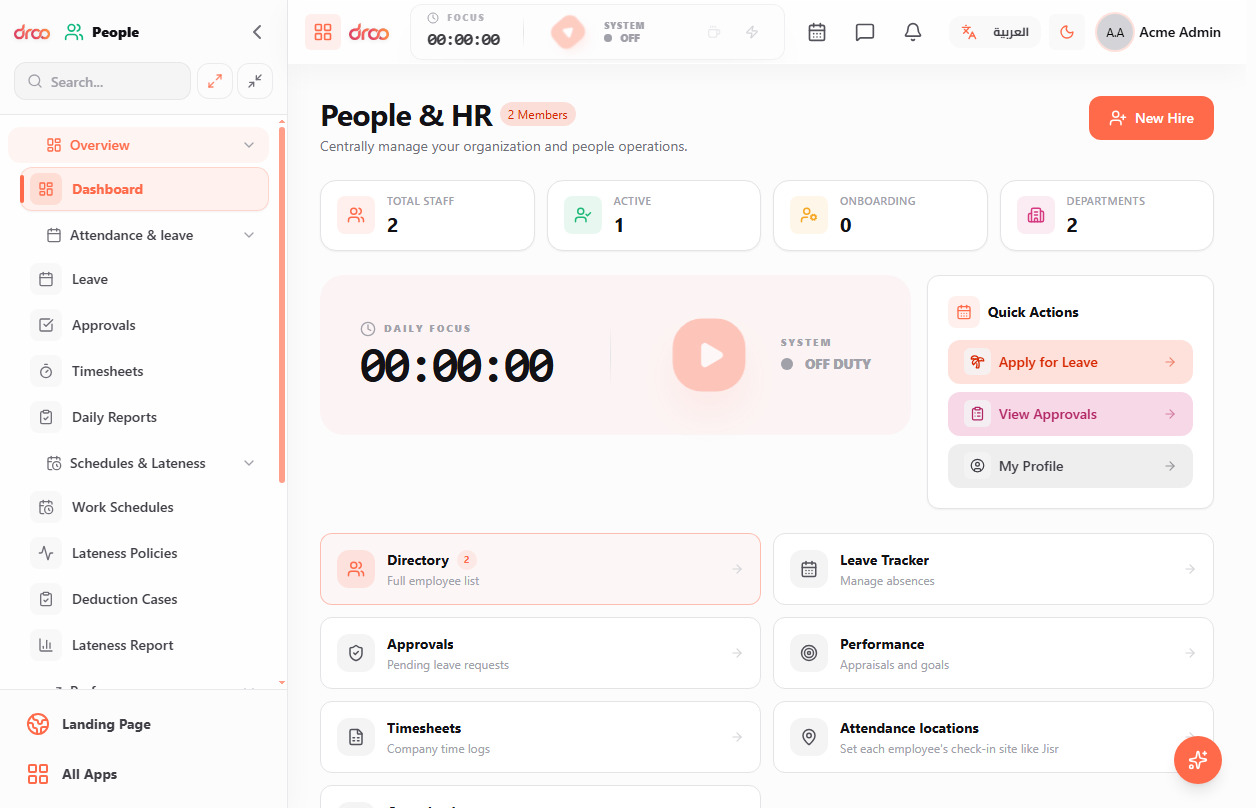 droo People
Search...
Overview
Dashboard
Attendance & leave
Leave
Approvals
Timesheets
Daily Reports
Schedules & Lateness
Work Schedules
Lateness Policies
Deduction Cases
Lateness Report
Landing Page
All Apps
droo
FOCUS
00:00:00
SYSTEM
OFF
العربية
A.A
Acme Admin
People & HR
2 Members
Centrally manage your organization and people operations.
New Hire
TOTAL STAFF
2
ACTIVE
1
ONBOARDING
0
DEPARTMENTS
2
DAILY FOCUS
00:00:00
SYSTEM
OFF DUTY
Quick Actions
Apply for Leave
View Approvals
My Profile
Directory 2
Full employee list
Leave Tracker
Manage absences
Approvals
Pending leave requests
Performance
Appraisals and goals
Timesheets
Company time logs
Attendance locations
Set each employee's check-in site like Jisr